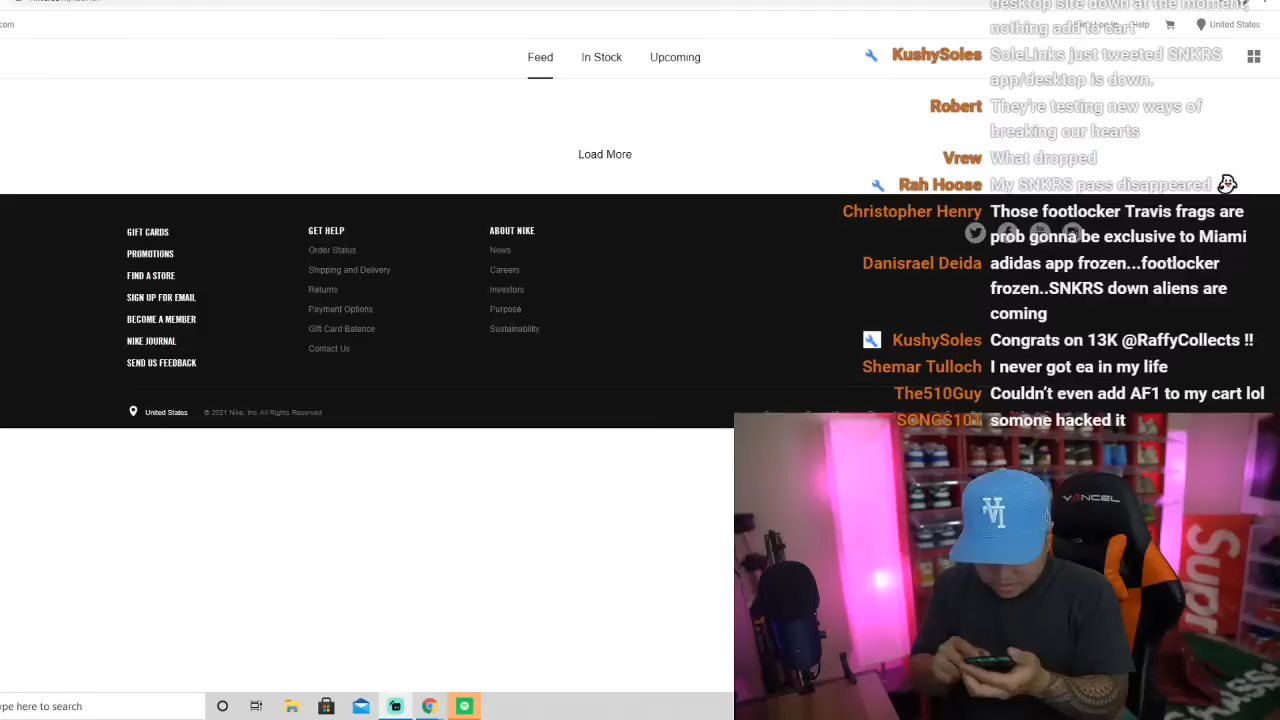 desktop site down at the moment,
nothing add to cart
.com
Help
United States
Feed
In Stock
Upcoming
KushySoles SoleLinks just tweeted SNKRS
app/desktop is down.
Robert They're testing new ways of
breaking our hearts
Load More
Vrew What dropped
Rah Hoose My SNKRS pass disappeared
Christopher Henry Those footlocker Travis frags are
prob gonna be exclusive to Miami
Danisrael Deida adidas app frozen...footlocker
frozen..SNKRS down aliens are
coming
KushySoles Congrats on 13K @RaffyCollects !!
Shemar Tulloch I never got ea in my life
The510Guy Couldn't even add AF1 to my cart lol
SONGS101 somone hacked it
GIFT CARDS
PROMOTIONS
FIND A STORE
SIGN UP FOR EMAIL
BECOME A MEMBER
NIKE JOURNAL
SEND US FEEDBACK
GET HELP
Order Status
Shipping and Delivery
Returns
Payment Options
Gift Card Balance
Contact Us
ABOUT NIKE
News
Careers
Investors
Purpose
Sustainability
United States
© 2021 Nike, Inc. All Rights Reserved
VANCEL
Supr
ype here to search